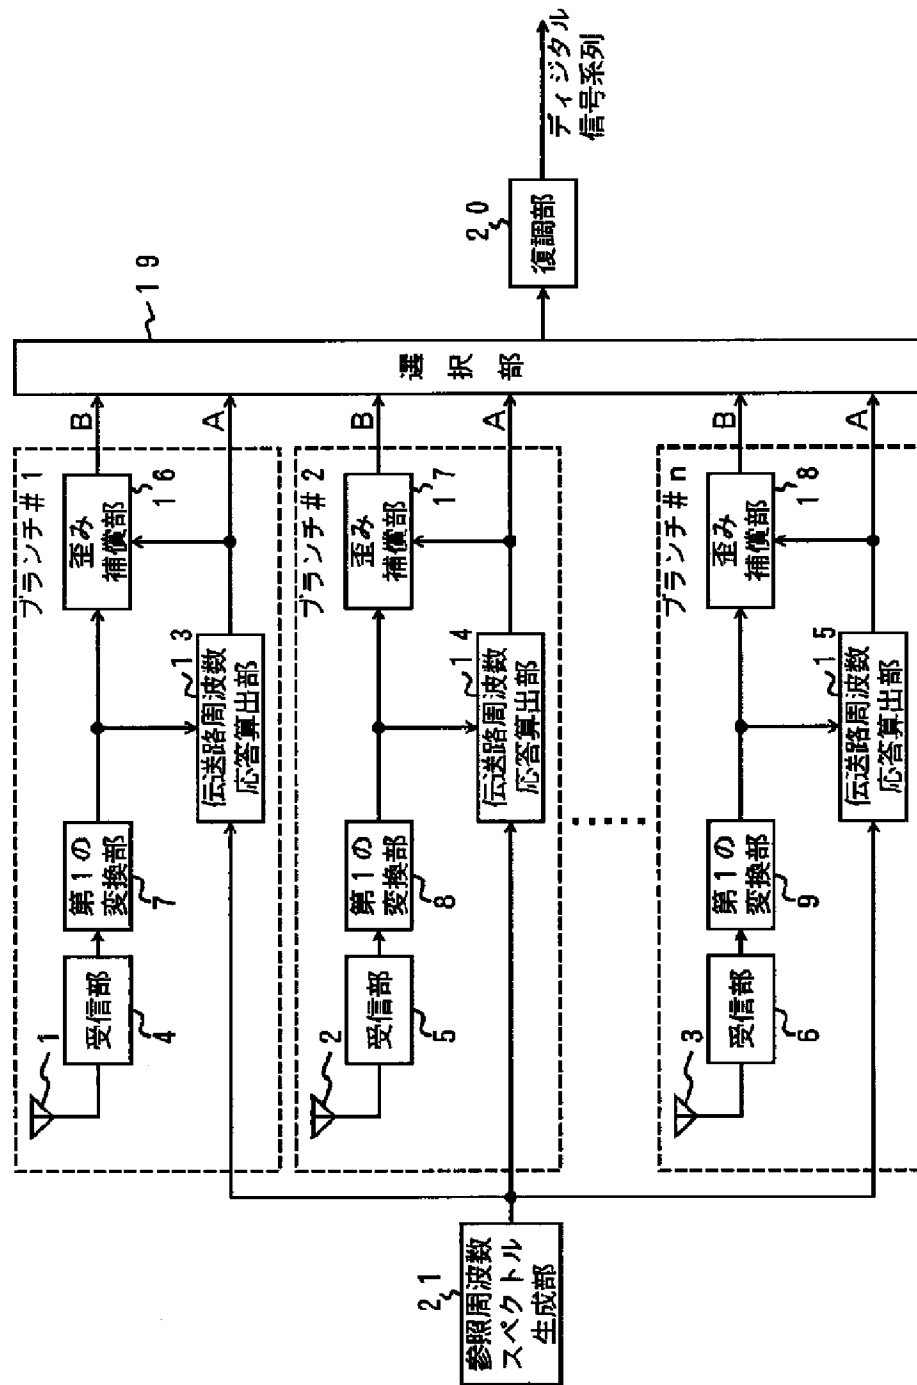 ブランチ#1
1
受信部
4
第1の
変換部
7
伝送路周波数
応答算出部
13
歪み
補償部
16
B
A
ブランチ#2
2
受信部
5
第1の
変換部
8
伝送路周波数
応答算出部
14
歪み
補償部
17
B
A
ブランチ#n
3
受信部
6
第1の
変換部
9
伝送路周波数
応答算出部
15
歪み
補償部
18
B
A
参照周波数
スペクトル
生成部
21
選択部
19
復調部
20
ディジタル
信号系列